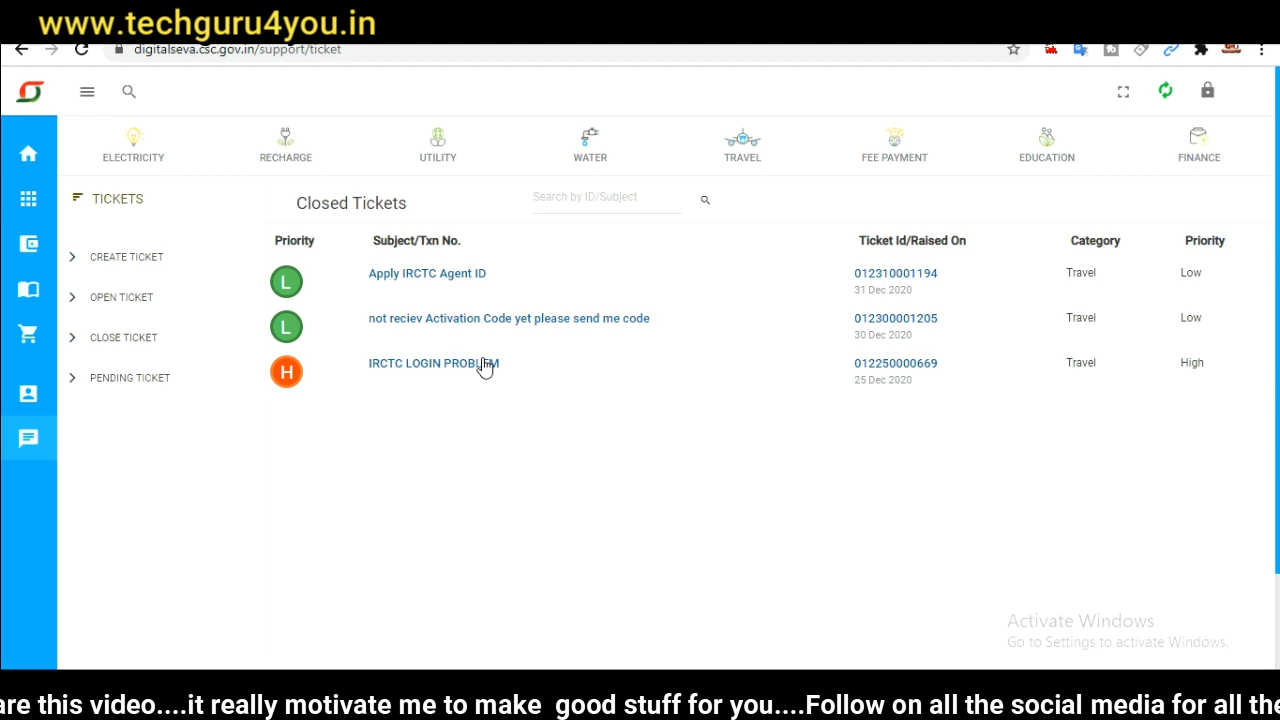 www.techguru4you.in
digitalseva.csc.gov.in/support/ticket
ELECTRICITY RECHARGE UTILITY WATER TRAVEL FEE PAYMENT EDUCATION FINANCE
TICKETS
Closed Tickets
Search by ID/Subject
Priority Subject/Txn No. Ticket Id/Raised On Category Priority
CREATE TICKET
OPEN TICKET
CLOSE TICKET
PENDING TICKET
L Apply IRCTC Agent ID 012310001194 Travel Low
31 Dec 2020
L not reciev Activation Code yet please send me code 012300001205 Travel Low
30 Dec 2020
H IRCTC LOGIN PROBLEM 012250000669 Travel High
25 Dec 2020
Activate Windows
Go to Settings to activate Windows.
are this video....it really motivate me to make good stuff for you....Follow on all the social media for all the